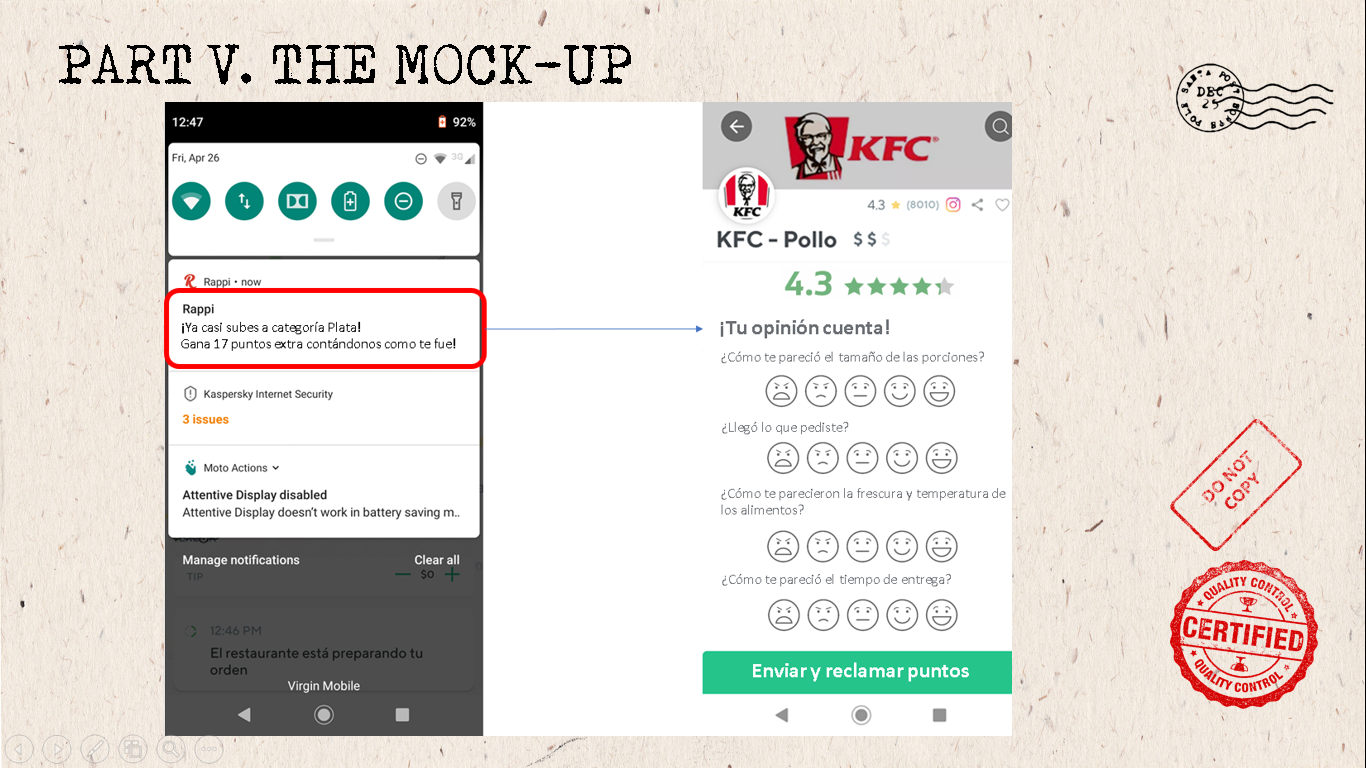 PART V. THE MOCK-UP
12:47
92%
Fri, Apr 26
3G
Rappi • now
Rappi
¡Ya casi subes a categoría Plata!
Gana 17 puntos extra contándonos como te fue!
Kaspersky Internet Security
3 issues
Moto Actions
Attentive Display disabled
Attentive Display doesn't work in battery saving m..
Manage notifications
Clear all
TIP
$0
12:46 PM
El restaurante está preparando tu
orden
Virgin Mobile
KFC
KFC
4.3
(8010)
KFC - Pollo
$$$
4.3
¡Tu opinión cuenta!
¿Cómo te pareció el tamaño de las porciones?
¿Llegó lo que pediste?
¿Cómo te parecieron la frescura y temperatura de
los alimentos?
¿Cómo te pareció el tiempo de entrega?
Enviar y reclamar puntos
DEC
25
DO NOT
COPY
QUALITY CONTROL
CERTIFIED
QUALITY CONTROL